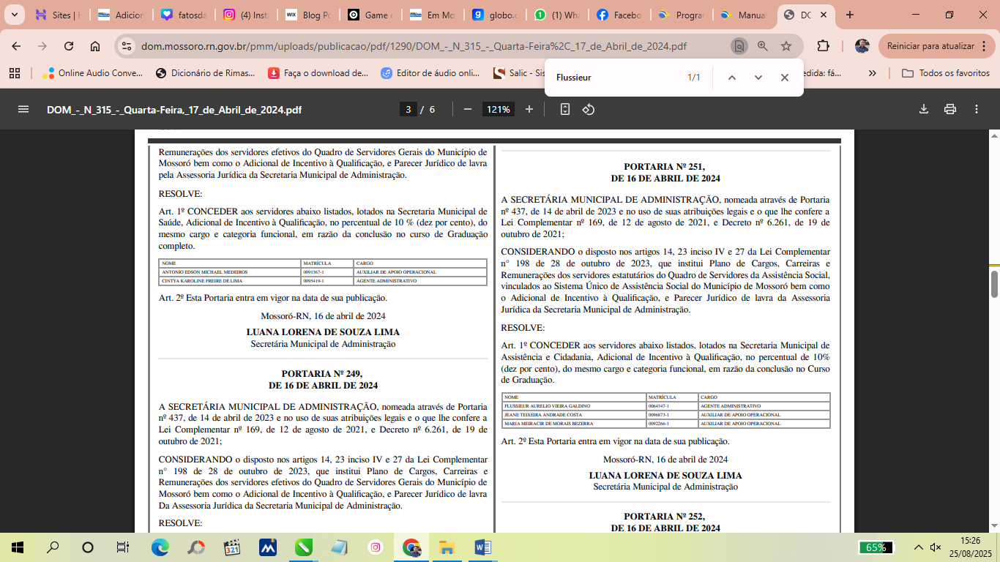 Sites | H
Adicion
fatosda
(4) Inst
Blog Po
Game d
Em Mo
globo.c
(1) Wha
Facebo
Progra
Manua
DO
dom.mossoro.rn.gov.br/pmm/uploads/publicacao/pdf/1290/DOM_-_N_315_-_Quarta-Feira%2C_17_de_Abril_de_2024.pdf
Reiniciar para atualizar
Online Audio Conve...
Dicionário de Rimas...
Faça o download de...
Editor de áudio onli...
Salic - Sis
edida: fá...
Todos os favoritos
Flussieur 1/1
DOM_-_N_315_-_Quarta-Feira,_17_de_Abril_de_2024.pdf
3 / 6
121%
Remunerações dos servidores efetivos do Quadro de Servidores Gerais do Município de
Mossoró bem como o Adicional de Incentivo à Qualificação, e Parecer Jurídico de lavra
pela Assessoria Jurídica da Secretaria Municipal de Administração.
RESOLVE:
Art. 1º CONCEDER aos servidores abaixo listados, lotados na Secretaria Municipal de
Saúde, Adicional de Incentivo à Qualificação, no percentual de 10 % (dez por cento), do
mesmo cargo e categoria funcional, em razão da conclusão no curso de Graduação
completo.
NOME MATRÍCULA CARGO
ANTONIO EDSON MICHAEL MEDEIROS 0091367-1 AUXILIAR DE APOIO OPERACIONAL
CINTYA KAROLINE FREIRE DE LIMA 0095419-1 AGENTE ADMINISTRATIVO
Art. 2º Esta Portaria entra em vigor na data de sua publicação.
Mossoró-RN, 16 de abril de 2024
LUANA LORENA DE SOUZA LIMA
Secretária Municipal de Administração
PORTARIA Nº 249,
DE 16 DE ABRIL DE 2024
A SECRETÁRIA MUNICIPAL DE ADMINISTRAÇÃO, nomeada através de Portaria
nº 437, de 14 de abril de 2023 e no uso de suas atribuições legais e o que lhe confere a
Lei Complementar nº 169, de 12 de agosto de 2021, e Decreto nº 6.261, de 19 de
outubro de 2021;
CONSIDERANDO o disposto nos artigos 14, 23 inciso IV e 27 da Lei Complementar
n° 198 de 28 de outubro de 2023, que institui Plano de Cargos, Carreiras e
Remunerações dos servidores efetivos do Quadro de Servidores Gerais do Município de
Mossoró bem como o Adicional de Incentivo à Qualificação, e Parecer Jurídico de lavra
Da Assessoria Jurídica da Secretaria Municipal de Administração.
RESOLVE:
PORTARIA Nº 251,
DE 16 DE ABRIL DE 2024
A SECRETÁRIA MUNICIPAL DE ADMINISTRAÇÃO, nomeada através de Portaria
nº 437, de 14 de abril de 2023 e no uso de suas atribuições legais e o que lhe confere a
Lei Complementar nº 169, de 12 de agosto de 2021, e Decreto nº 6.261, de 19 de
outubro de 2021;
CONSIDERANDO o disposto nos artigos 14, 23 inciso IV e 27 da Lei Complementar
n° 198 de 28 de outubro de 2023, que institui Plano de Cargos, Carreiras e
Remunerações dos servidores estatutários do Quadro de Servidores da Assistência Social,
vinculados ao Sistema Único de Assistência Social do Município de Mossoró bem como
o Adicional de Incentivo à Qualificação, e Parecer Jurídico de lavra da Assessoria
Jurídica da Secretaria Municipal de Administração.
RESOLVE:
Art. 1º CONCEDER aos servidores abaixo listados, lotados na Secretaria Municipal de
Assistência e Cidadania, Adicional de Incentivo à Qualificação, no percentual de 10%
(dez por cento), do mesmo cargo e categoria funcional, em razão da conclusão no Curso
de Graduação.
NOME MATRÍCULA CARGO
FLUSSIEUR AURELIO VIEIRA GALDINO 0064347-1 AGENTE ADMINISTRATIVO
JEANE TEIXEIRA ANDRADE COSTA 0096873-1 AUXILIAR DE APOIO OPERACIONAL
MARIA MEIRACIR DE MORAIS BEZERRA 0092266-1 AUXILIAR DE APOIO OPERACIONAL
Art. 2º Esta Portaria entra em vigor na data de sua publicação.
Mossoró-RN, 16 de abril de 2024
LUANA LORENA DE SOUZA LIMA
Secretária Municipal de Administração
PORTARIA Nº 252,
DE 16 DE ABRIL DE 2024
65%
15:26
25/08/2025